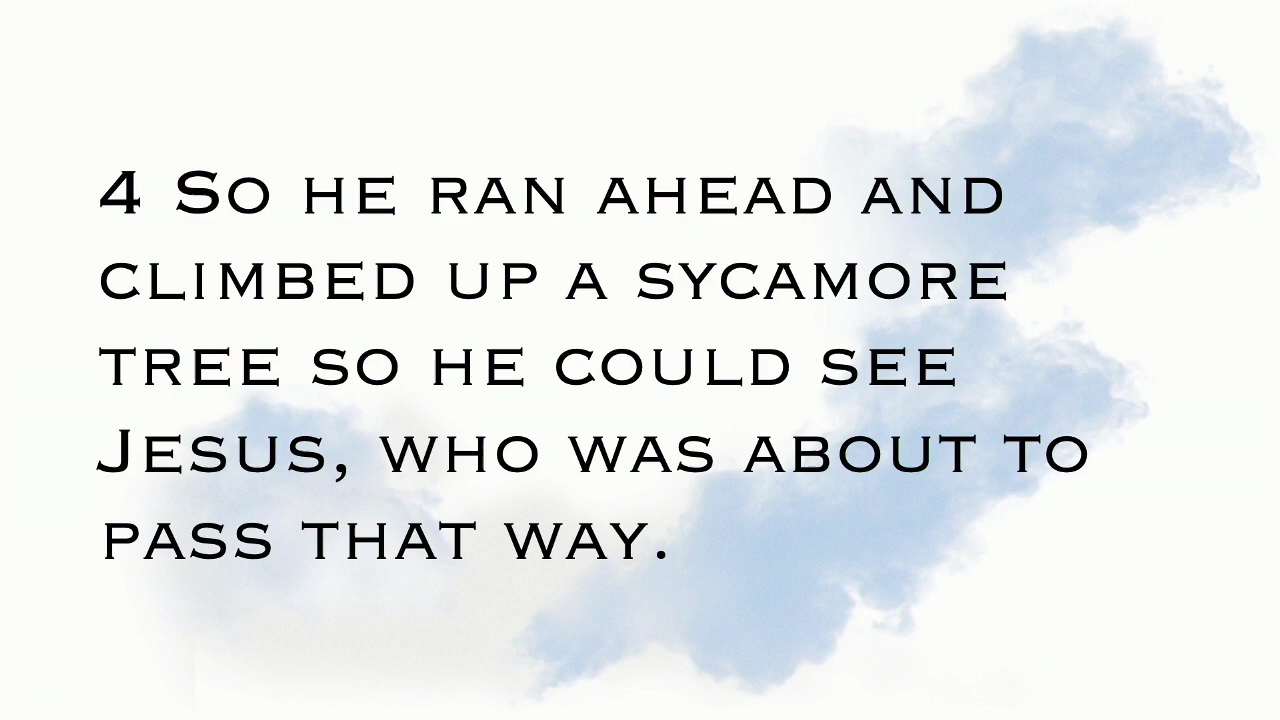 4 So he ran ahead and
climbed up a sycamore
tree so he could see
Jesus, who was about to
pass that way.